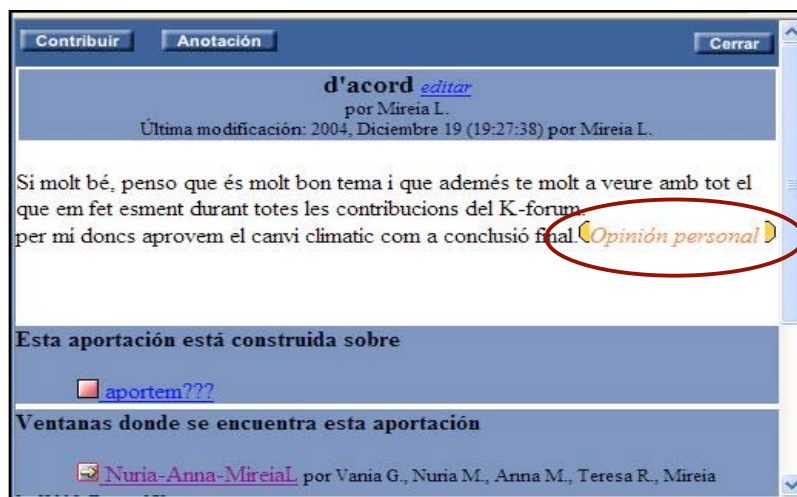 Contribuir Anotación Cerrar
d'acord editar
por Mireia L.
Última modificación: 2004, Diciembre 19 (19:27:38) por Mireia L.
Si molt bé, penso que és molt bon tema i que además te molt a veure amb tot el
que em fet esment durant totes les contribucions del K-forum.
per mí doncs aprovem el canvi climatic com a conclusió final. Opinión personal
Esta aportación está construida sobre
aportem???
Ventanas donde se encuentra esta aportación
Nuria-Anna-MireiaL por Vania G., Nuria M., Anna M., Teresa R., Mireia